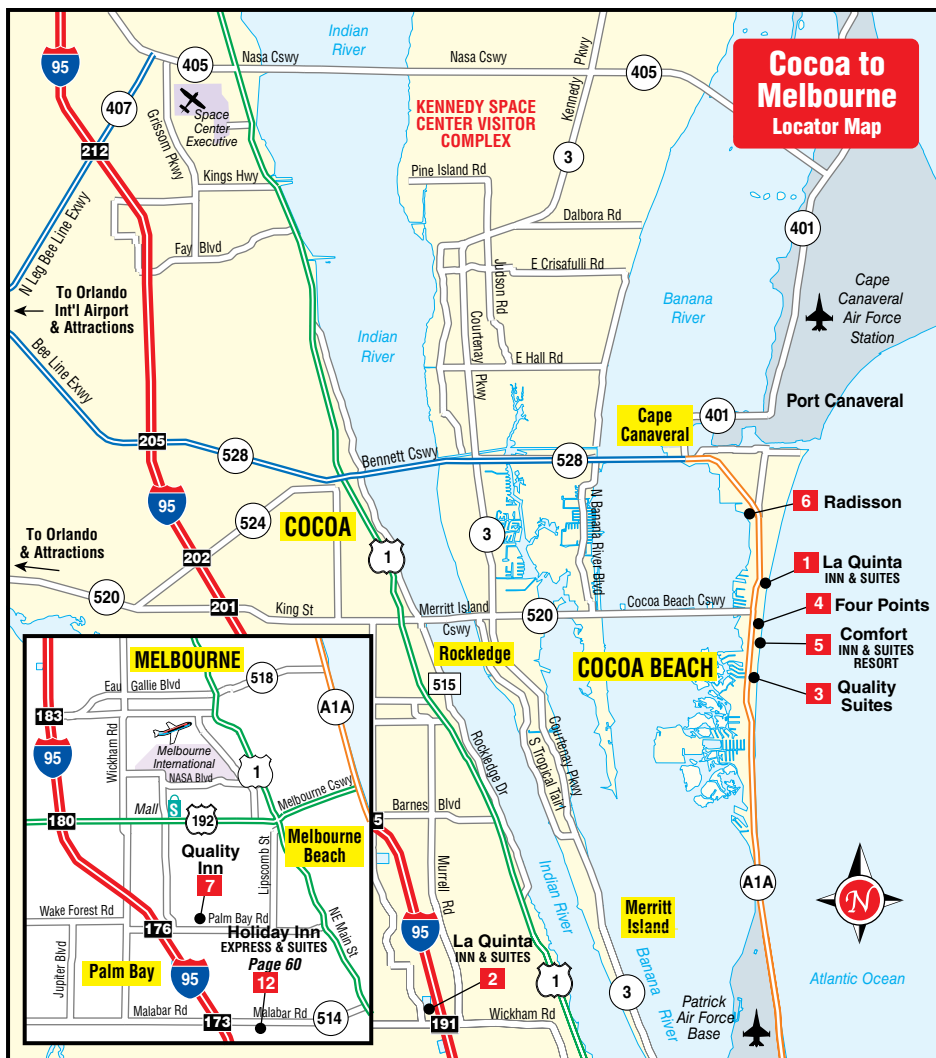 Cocoa to
Melbourne
Locator Map
Indian
River
95
405
Nasa Cswy
Nasa Cswy
405
Kennedy Pkwy
407
Space
Center
Executive
Grissom Pkwy
KENNEDY SPACE
CENTER VISITOR
COMPLEX
212
3
Kings Hwy
Pine Island Rd
Dalbora Rd
401
N Leg Bee Line Exwy
Fay Blvd
Judson Rd
E Crisafulli Rd
To Orlando
Int'l Airport
& Attractions
Banana
River
Cape
Canaveral
Air Force
Station
Indian
River
Courtenay Pkwy
E Hall Rd
Bee Line Exwy
Cape
Canaveral
401
Port Canaveral
205
528
Bennett Cswy
528
95
6 Radisson
524
COCOA
3
N Banana River Blvd
To Orlando
& Attractions
202
1
1 La Quinta
INN & SUITES
520
201
King St
Merritt Island
Cswy
520
Cocoa Beach Cswy
4 Four Points
Rockledge
COCOA BEACH
5 Comfort
INN & SUITES
RESORT
515
3 Quality
Suites
MELBOURNE
518
Eau Gallie Blvd
A1A
183
Wickham Rd
95
Melbourne
International
NASA Blvd
1
Rockledge Dr
S Tropical Tairl
Courtenay Pkwy
Melbourne Cswy
Mall
S
180
192
Barnes Blvd
5
Melbourne
Beach
Quality
Inn
7
Lipscomb St
Murrell Rd
A1A
N
Wake Forest Rd
176
Palm Bay Rd
NE Main St
Indian River
Merritt
Island
Holiday Inn
EXPRESS & SUITES
Page 60
12
Jupiter Blvd
Palm Bay
95
95
La Quinta
INN & SUITES
2
1
3
Banana
River
Atlantic Ocean
Malabar Rd
173
Malabar Rd
514
191
Wickham Rd
Patrick
Air Force
Base